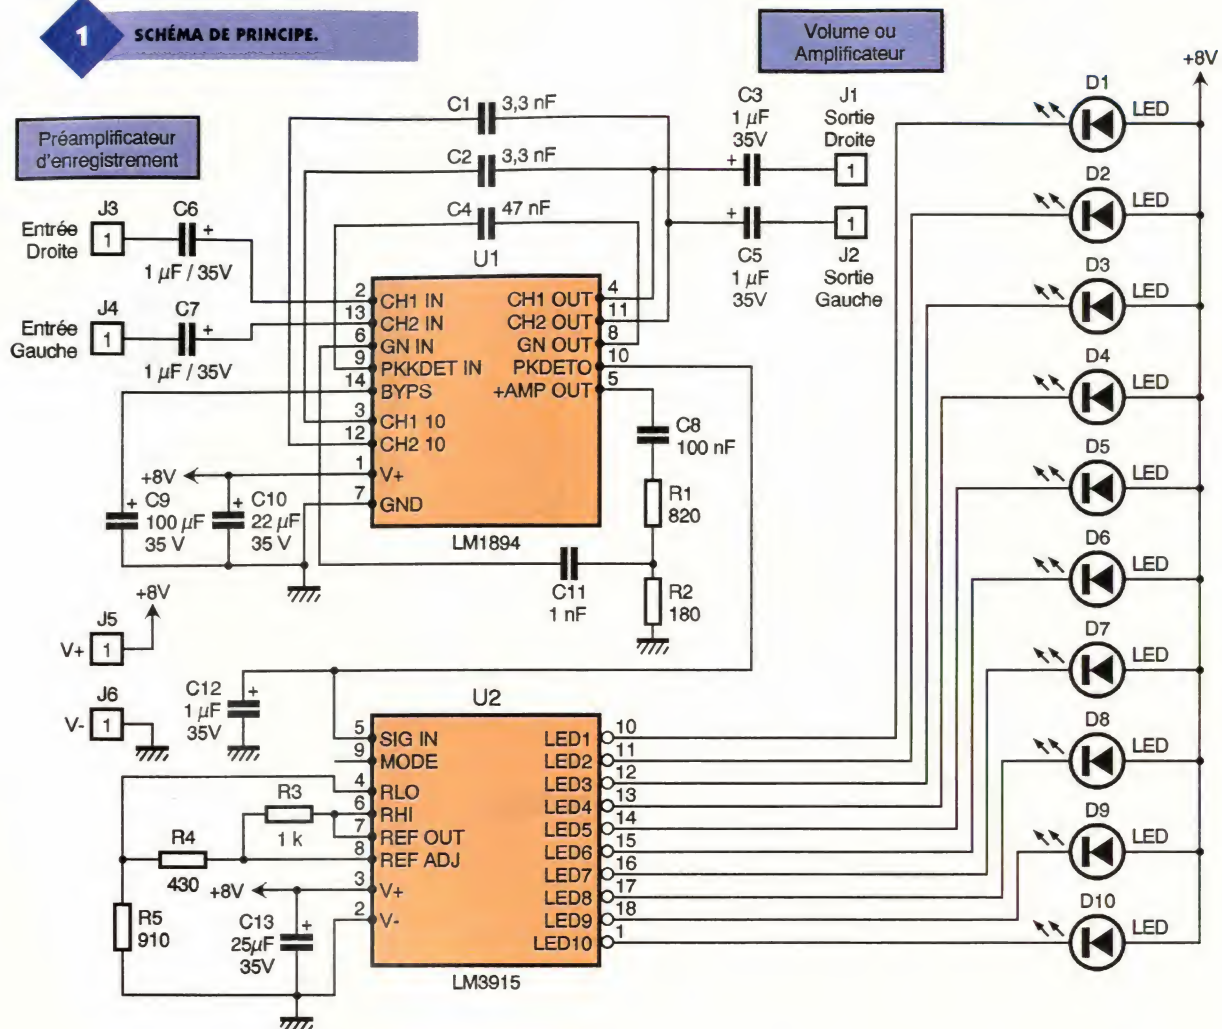 1 SCHÉMA DE PRINCIPE.
Volume ou
Amplificateur
+8V
Préamplificateur
d'enregistrement
C1 3,3 nF
C2 3,3 nF
C4 47 nF
C3
1 µF
35V
+
J1
Sortie
Droite
1
+
C5
1 µF
35V
1
J2
Sortie
Gauche
Entrée
Droite
J3
1
C6
+
1 µF / 35V
Entrée
Gauche
J4
1
C7
+
1 µF / 35V
U1
2 CH1 IN
13 CH2 IN
6 GN IN
9 PKKDET IN
14 BYPS
3 CH1 10
12 CH2 10
1 V+
7 GND
CH1 OUT 4
CH2 OUT 11
GN OUT 8
PKDETO 10
+AMP OUT 5
LM1894
C8
100 nF
R1
820
R2
180
C11
1 nF
+8V
+ C9
100 µF
35 V
+ C10
22 µF
35 V
+8V
J5
V+ 1
J6
V- 1
C12 +
1 µF
35V
U2
5 SIG IN
9 MODE
4 RLO
6 RHI
7 REF OUT
8 REF ADJ
3 V+
2 V-
LED1 10
LED2 11
LED3 12
LED4 13
LED5 14
LED6 15
LED7 16
LED8 17
LED9 18
LED10 1
LM3915
R3
1 k
R4
430
+8V
R5
910
C13 +
25µF
35V
D1
LED
D2
LED
D3
LED
D4
LED
D5
LED
D6
LED
D7
LED
D8
LED
D9
LED
D10
LED